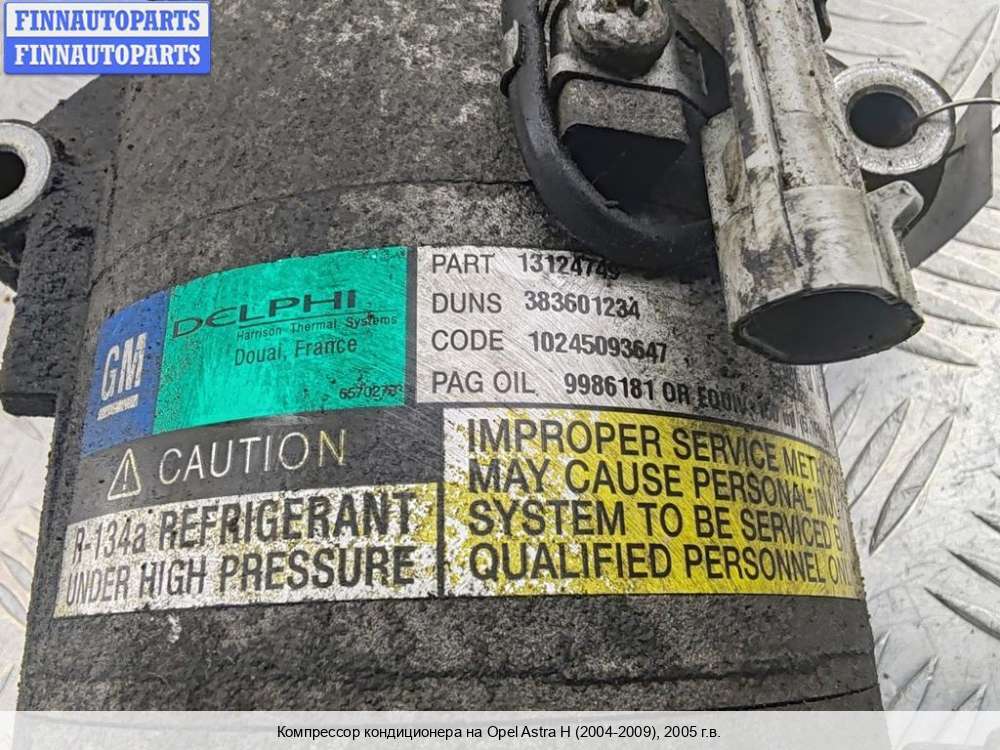 FINNAUTOPARTS
FINNAUTOPARTS
GM
DELPHI
Harrison Thermal Systems
Douai, France
PART 13124749
DUNS 383601234
CODE 10245093647
PAG OIL 9986181 OR
CAUTION
R-134a REFRIGERANT
UNDER HIGH PRESSURE
IMPROPER SERVICE
MAY CAUSE PERSONAL
SYSTEM TO BE SERVICED
QUALIFIED PERSONNEL
Компрессор кондиционера на Opel Astra H (2004-2009), 2005 г.в.